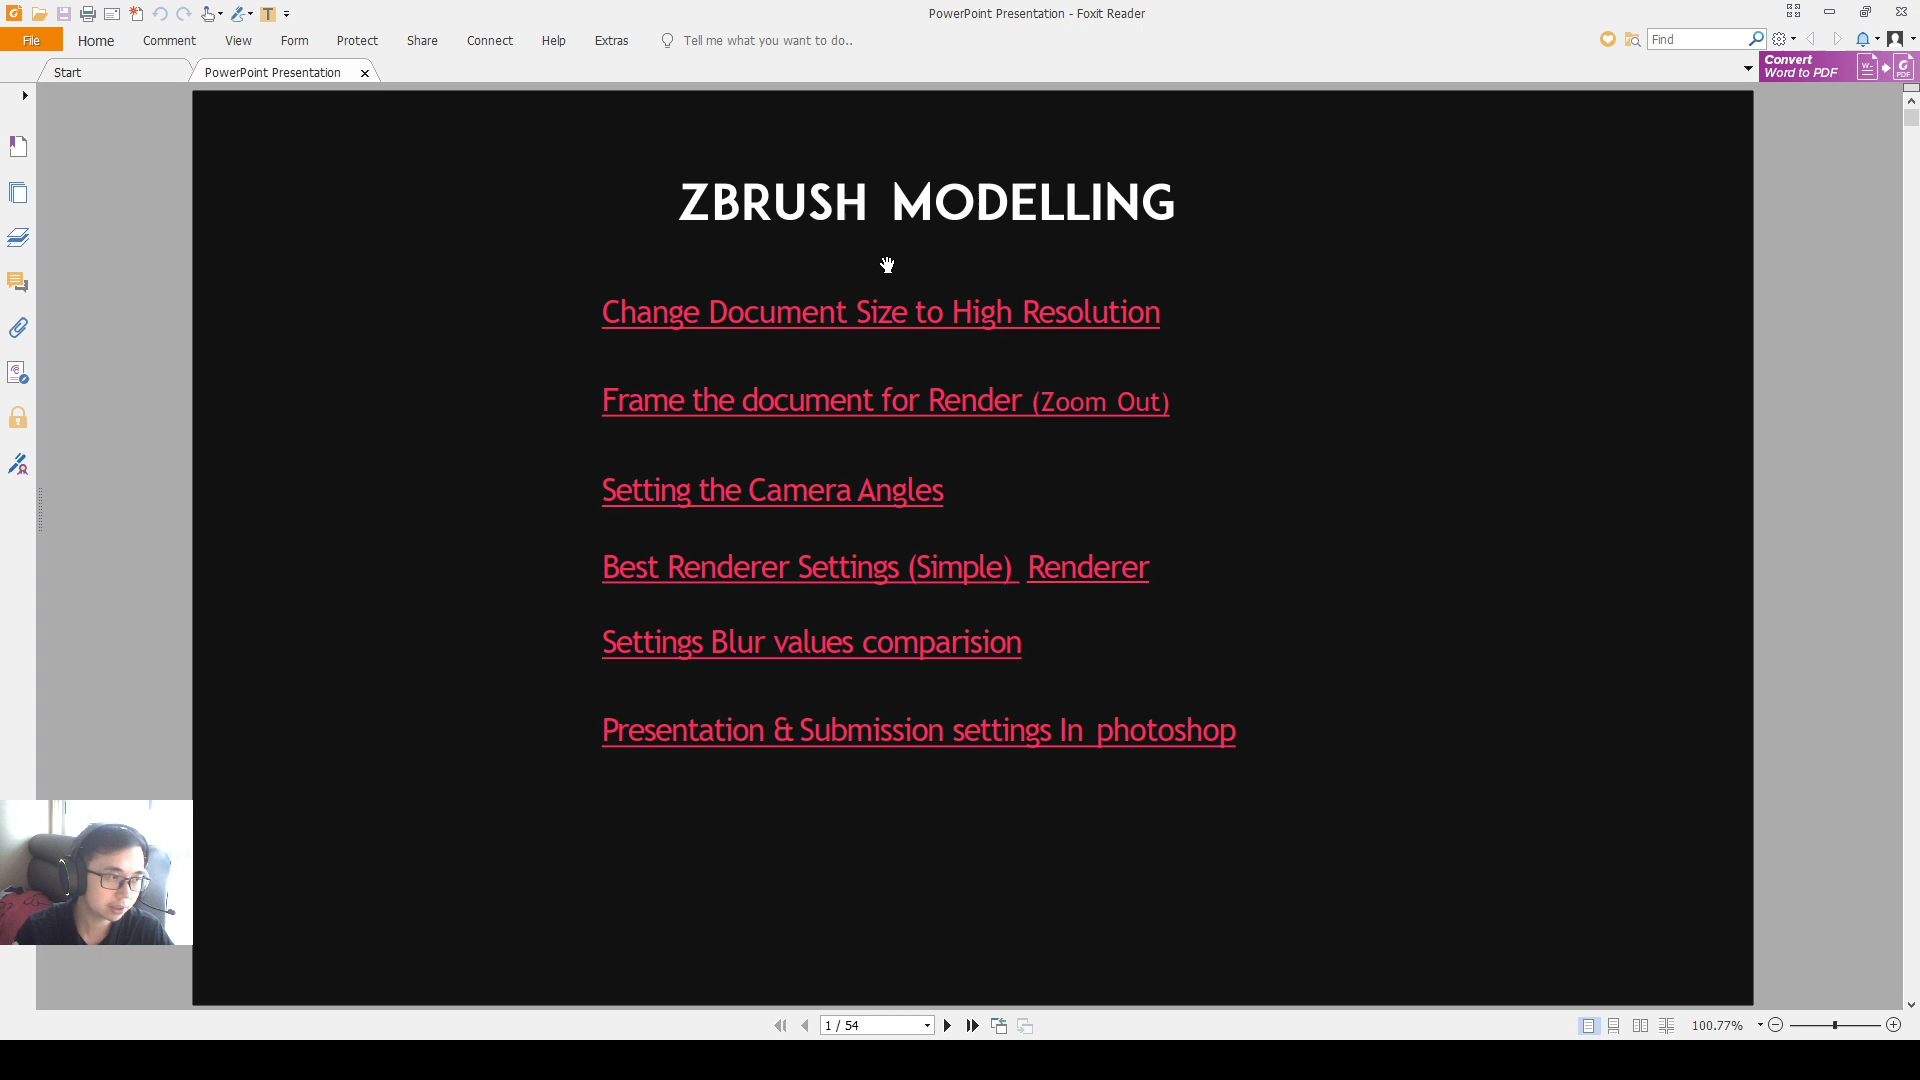 PowerPoint Presentation - Foxit Reader
File Home Comment View Form Protect Share Connect Help Extras Tell me what you want to do.. Find
Start PowerPoint Presentation
Convert
Word to PDF
ZBRUSH MODELLING
Change Document Size to High Resolution
Frame the document for Render (Zoom Out)
Setting the Camera Angles
Best Renderer Settings (Simple) Renderer
Settings Blur values comparision
Presentation & Submission settings In photoshop
1 / 54 100.77%